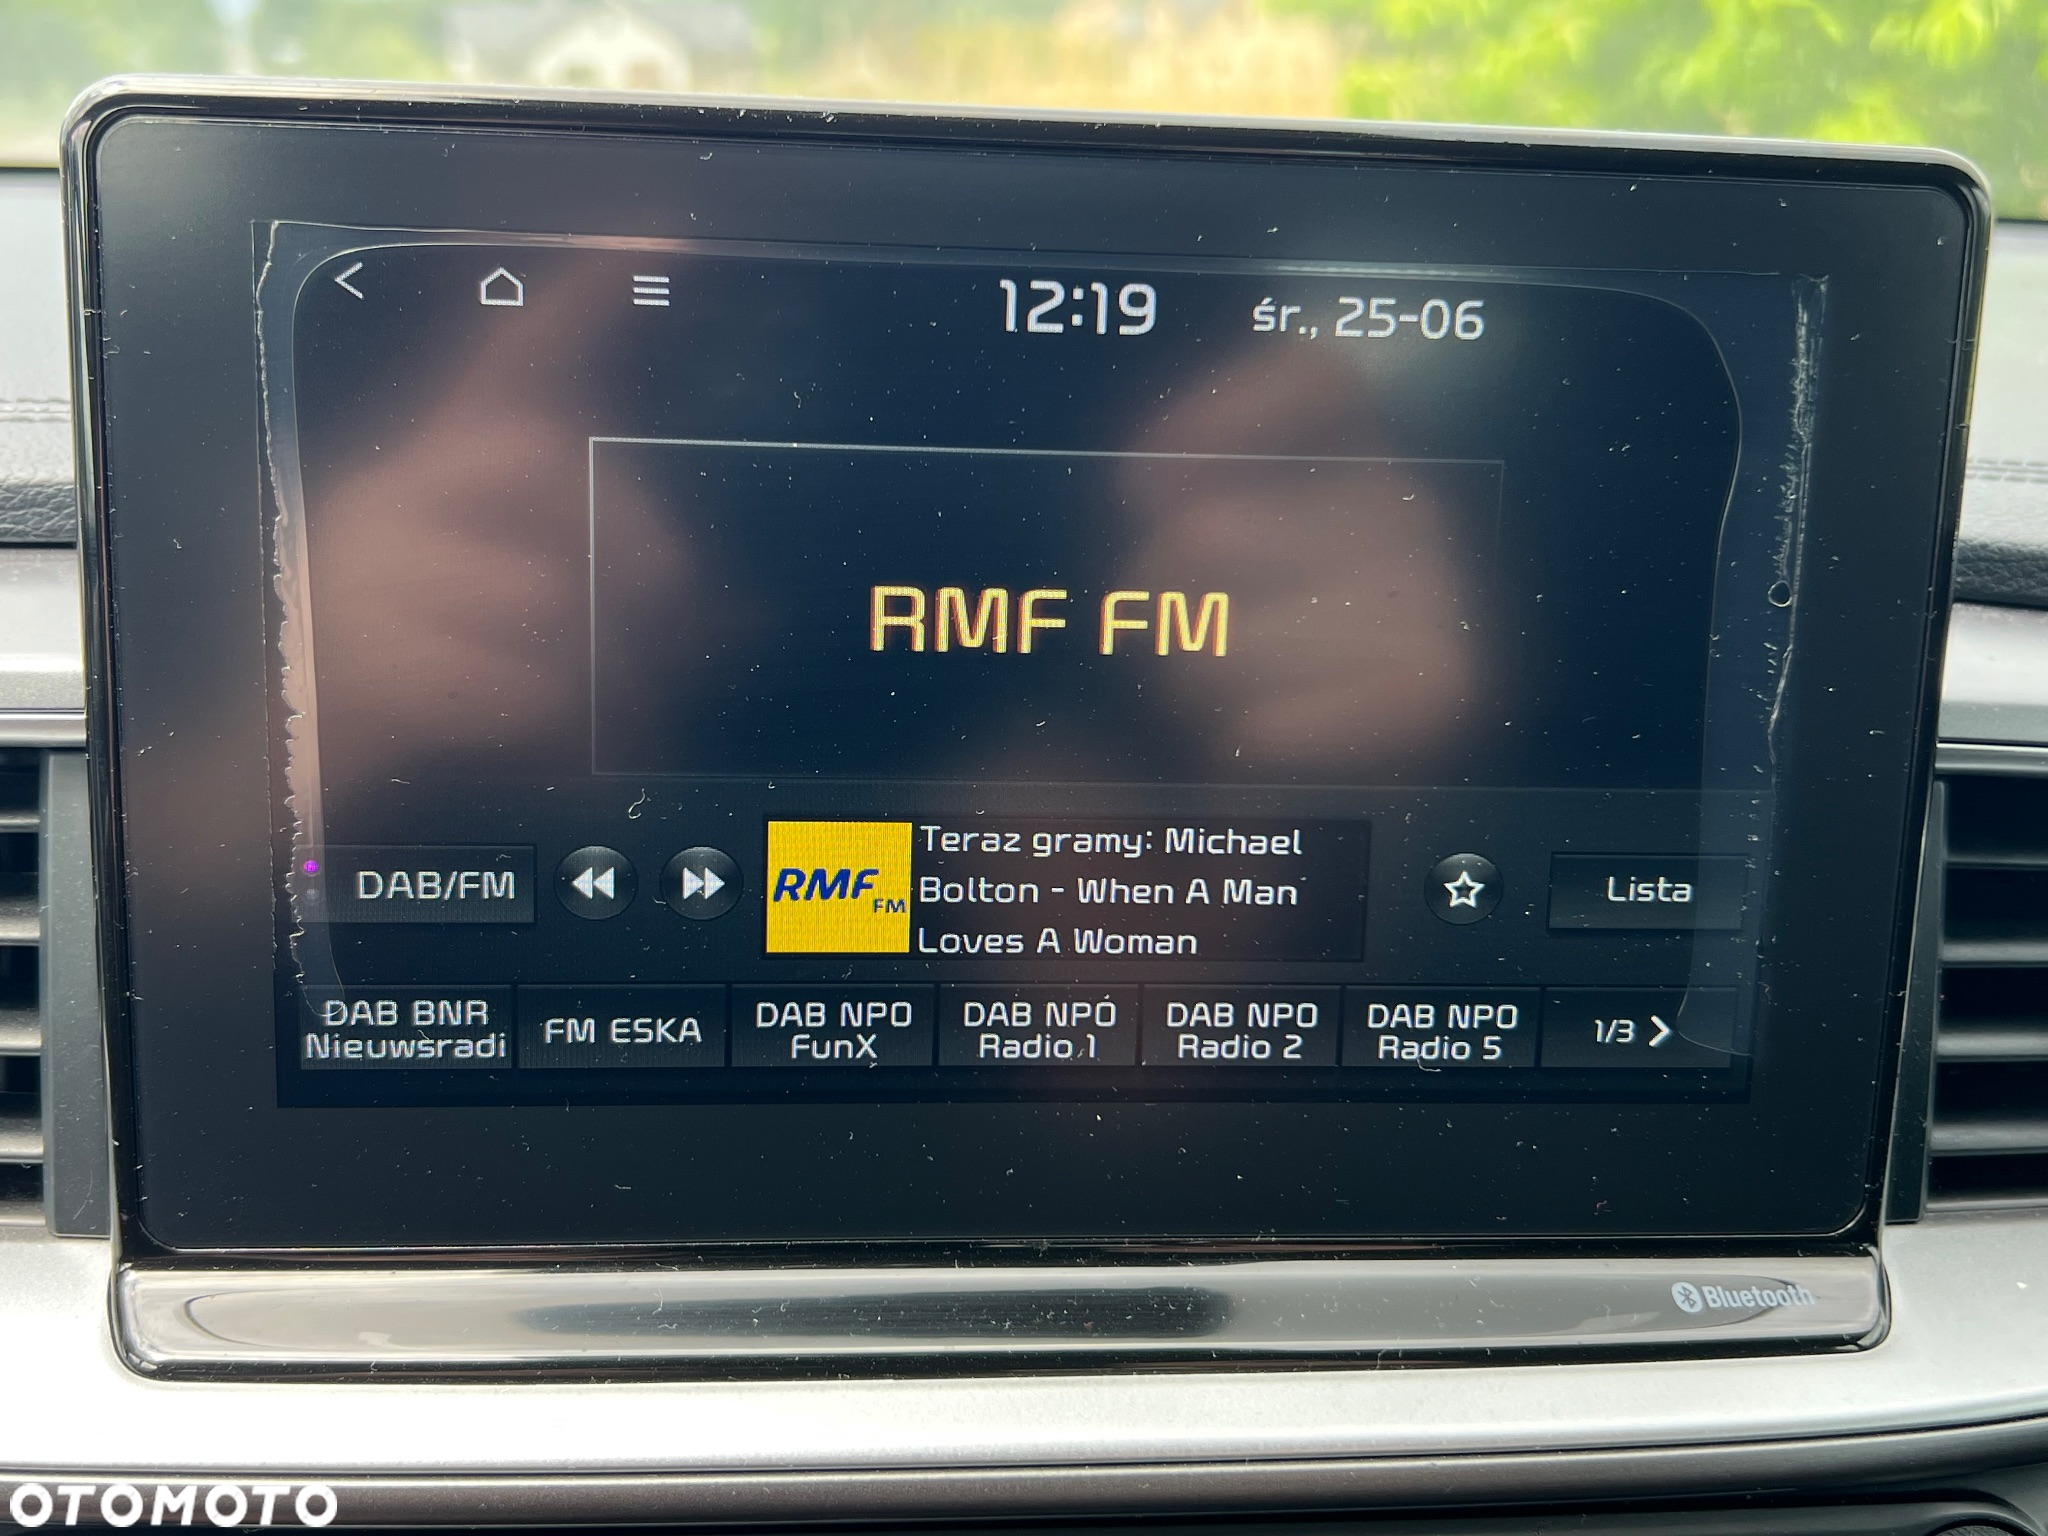 12:19 śr., 25-06
RMF FM
DAB/FM
RMF FM
Teraz gramy: Michael
Bolton - When A Man
Loves A Woman
Lista
DAB BNR
Nieuwsradi
FM ESKA
DAB NPO
FunX
DAB NPO
Radio 1
DAB NPO
Radio 2
DAB NPO
Radio 5
1/3
Bluetooth
OTOMOTO